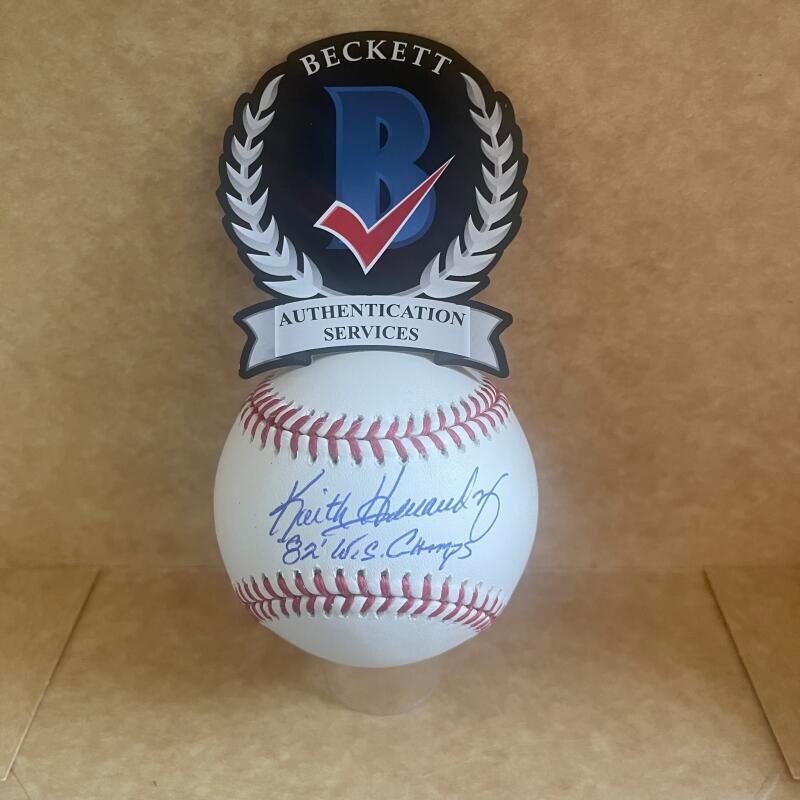 BECKETT
B
AUTHENTICATION
SERVICES
Keith Hernandez
'82' W.S. Champs